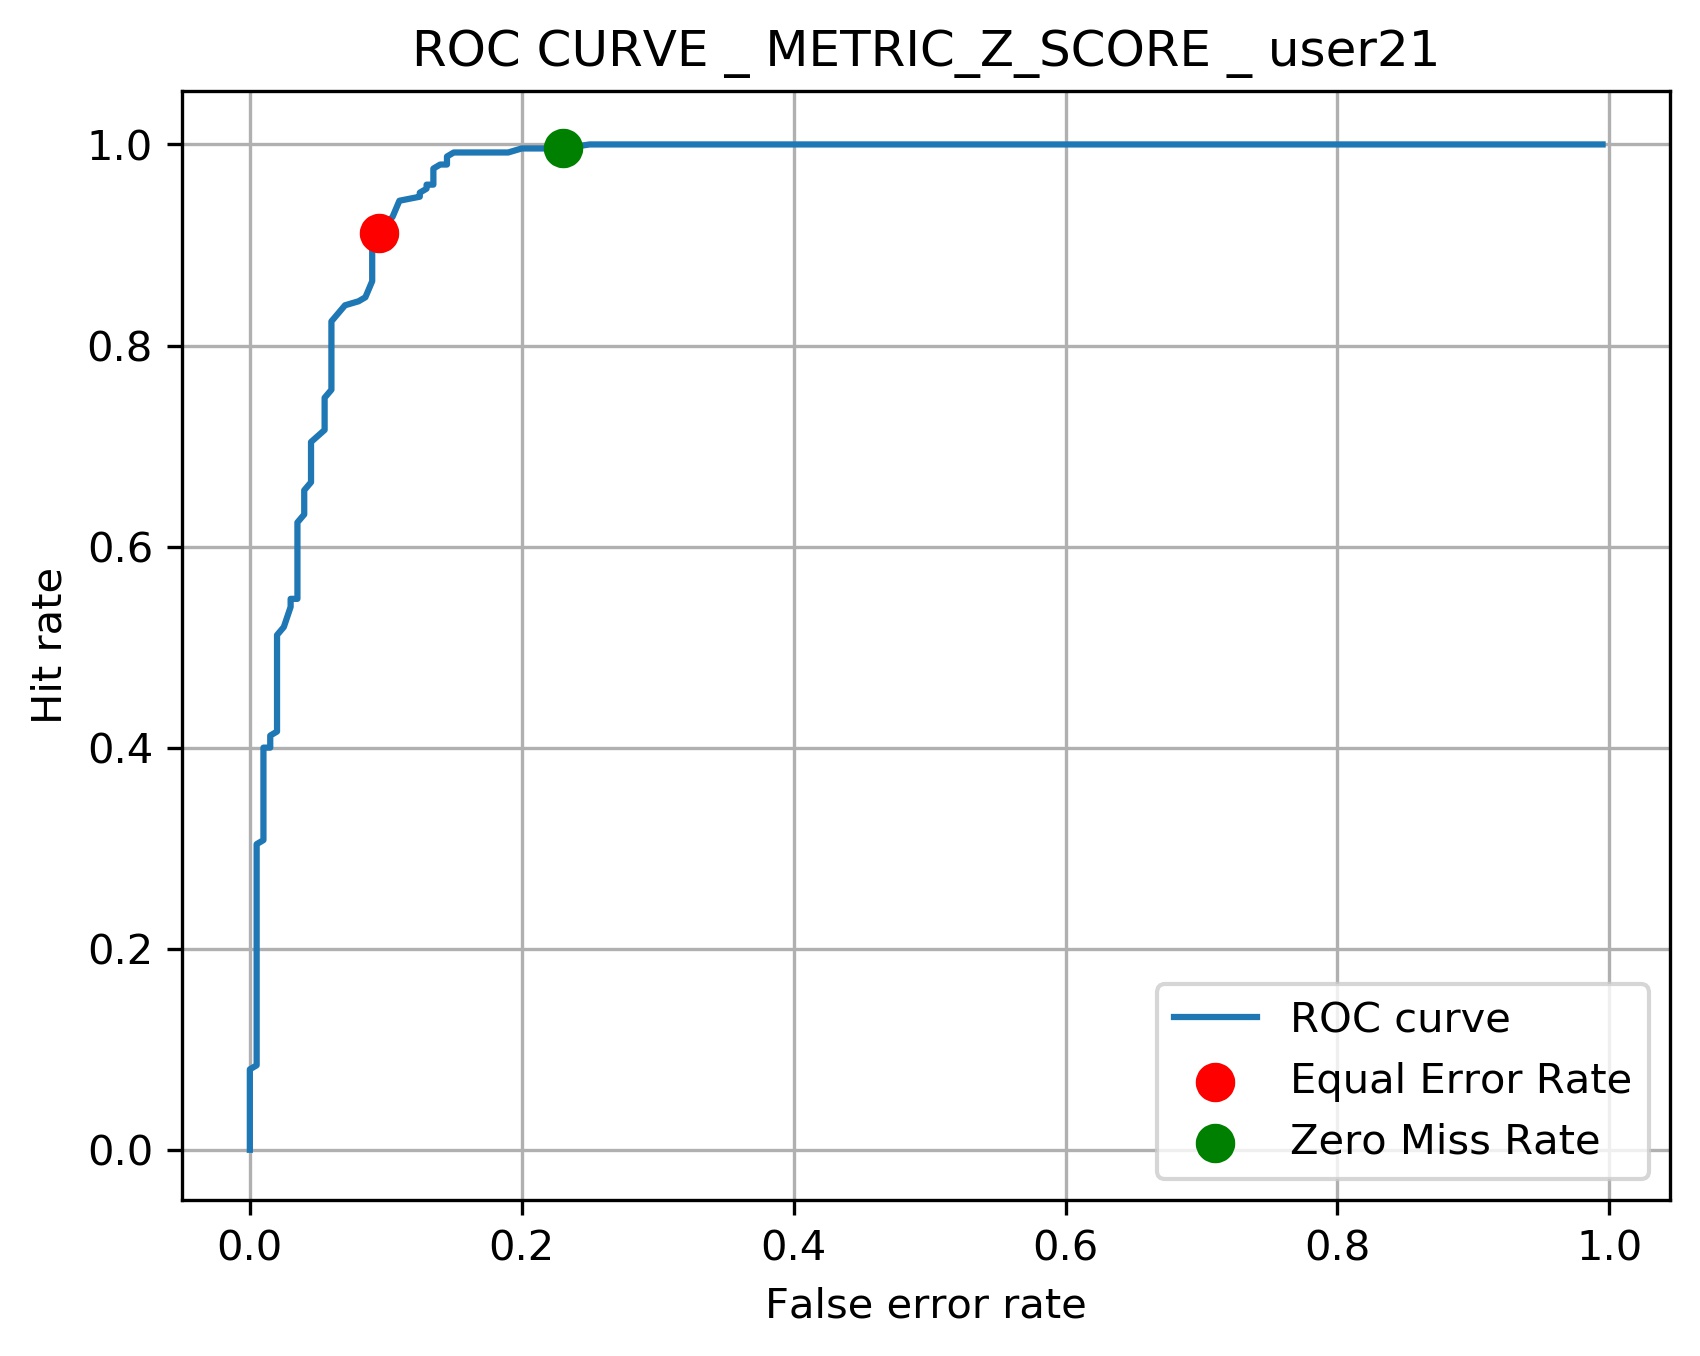 ROC CURVE _ METRIC_Z_SCORE _ user21
1.0
0.8
0.6
0.4
0.2
0.0
Hit rate
ROC curve
Equal Error Rate
Zero Miss Rate
0.0 0.2 0.4 0.6 0.8 1.0
False error rate